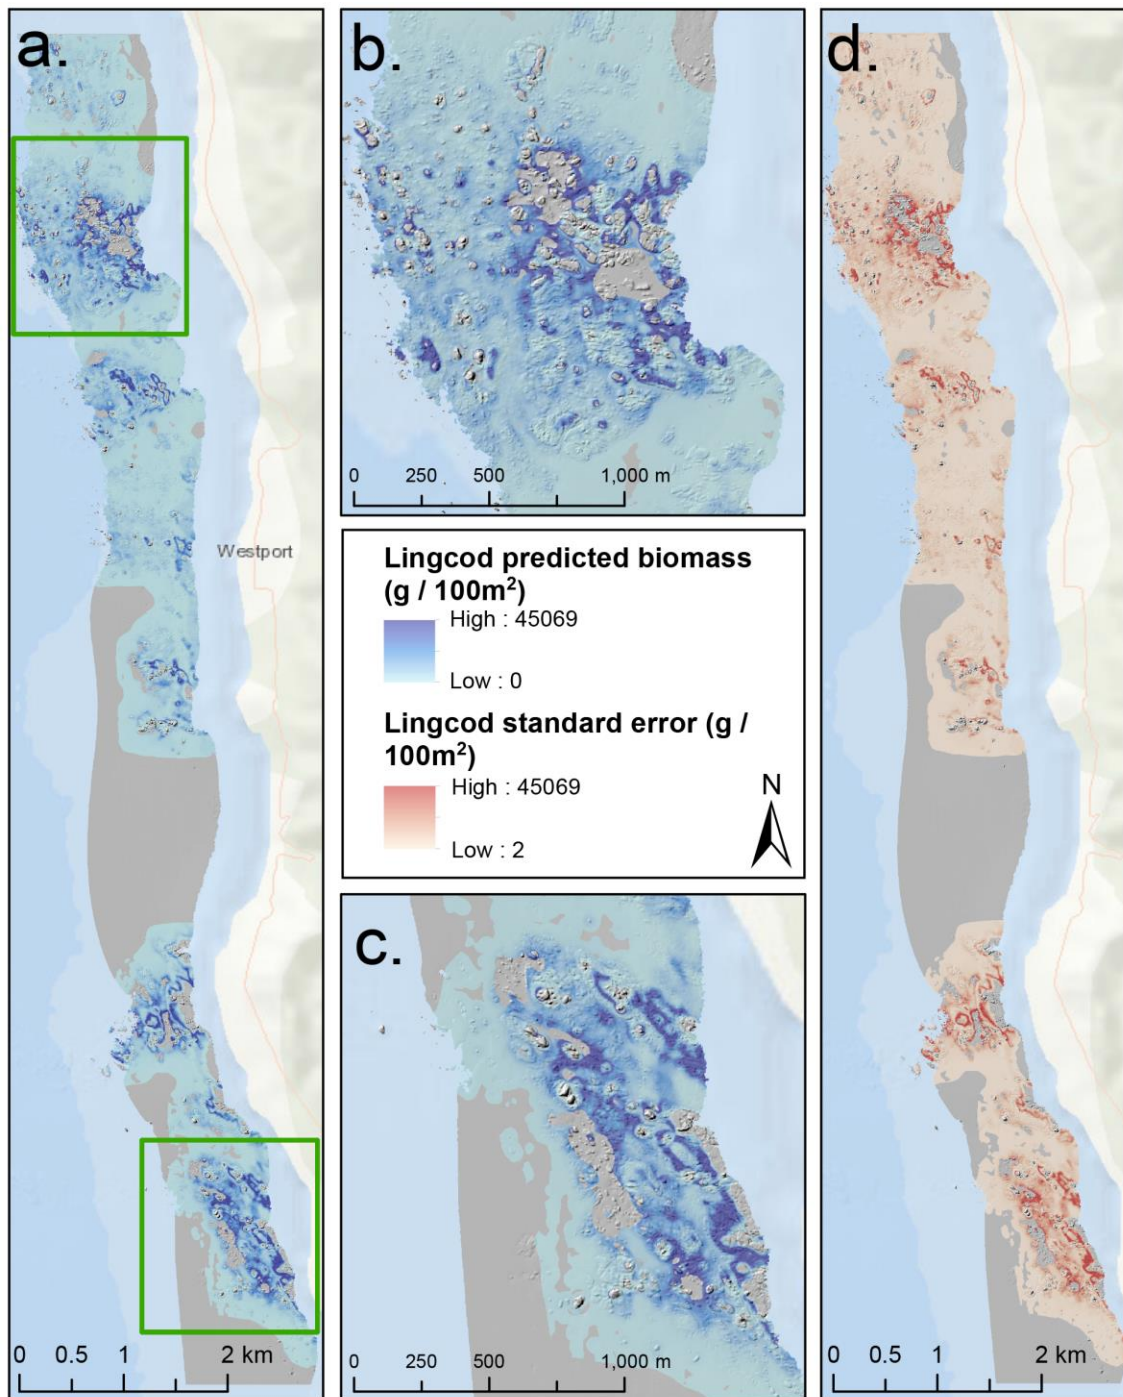 a.
b.
d.
Westport
0 250 500 1,000 m
Lingcod predicted biomass
(g / 100m²)
High : 45069
Low : 0
Lingcod standard error (g /
100m²)
High : 45069
Low : 2
N
c.
0 0.5 1 2 km
0 250 500 1,000 m
0 0.5 1 2 km